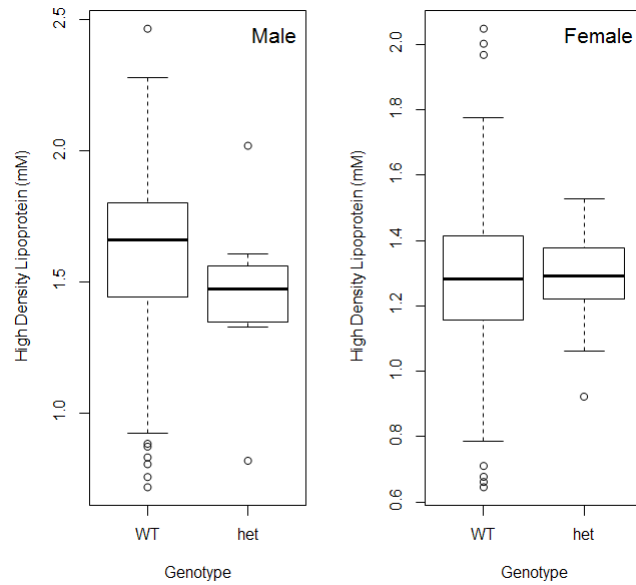 Male
High Density Lipoprotein (mM)
2.5
2.0
1.5
1.0
WT
het
Genotype
Female
High Density Lipoprotein (mM)
2.0
1.8
1.6
1.4
1.2
1.0
0.8
0.6
WT
het
Genotype